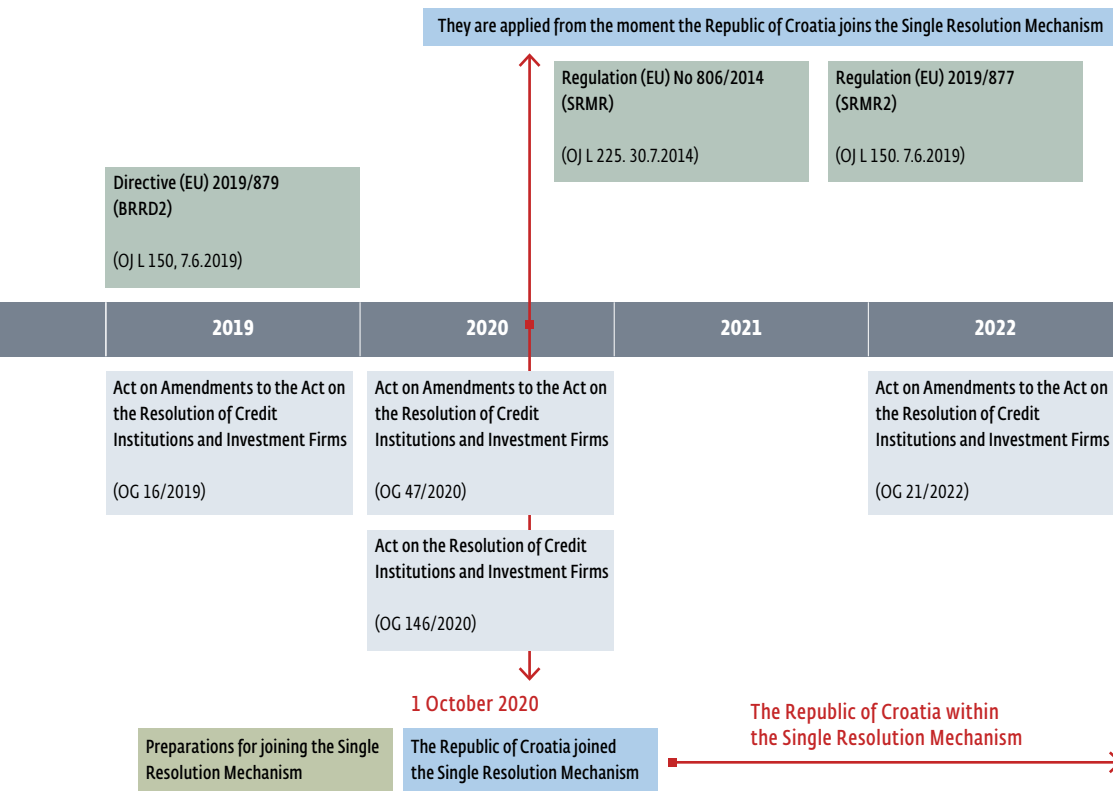 They are applied from the moment the Republic of Croatia joins the Single Resolution Mechanism
Regulation (EU) No 806/2014
(SRMR)
(OJ L 225. 30.7.2014)
Regulation (EU) 2019/877
(SRMR2)
(OJ L 150. 7.6.2019)
Directive (EU) 2019/879
(BRRD2)
(OJ L 150, 7.6.2019)
2019
2020
2021
2022
Act on Amendments to the Act on
the Resolution of Credit
Institutions and Investment Firms
(OG 16/2019)
Act on Amendments to the Act on
the Resolution of Credit
Institutions and Investment Firms
(OG 47/2020)
Act on Amendments to the Act on
the Resolution of Credit
Institutions and Investment Firms
(OG 21/2022)
Act on the Resolution of Credit
Institutions and Investment Firms
(OG 146/2020)
1 October 2020
Preparations for joining the Single
Resolution Mechanism
The Republic of Croatia joined
the Single Resolution Mechanism
The Republic of Croatia within
the Single Resolution Mechanism